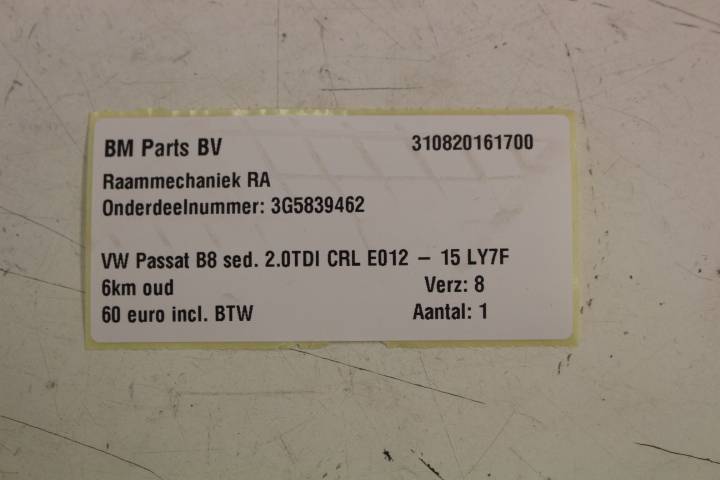 BM Parts BV 310820161700
Raammechaniek RA
Onderdeelnummer: 3G5839462
VW Passat B8 sed. 2.0TDI CRL E012 – 15 LY7F
6km oud Verz: 8
60 euro incl. BTW Aantal: 1